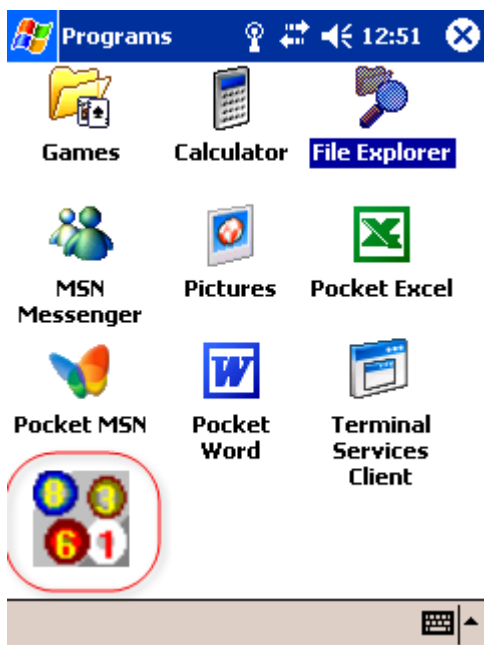 Programs 12:51
Games Calculator File Explorer
MSN Messenger
Pictures
Pocket Excel
Pocket MSN
Pocket Word
Terminal Services Client
W
8 3
6 1